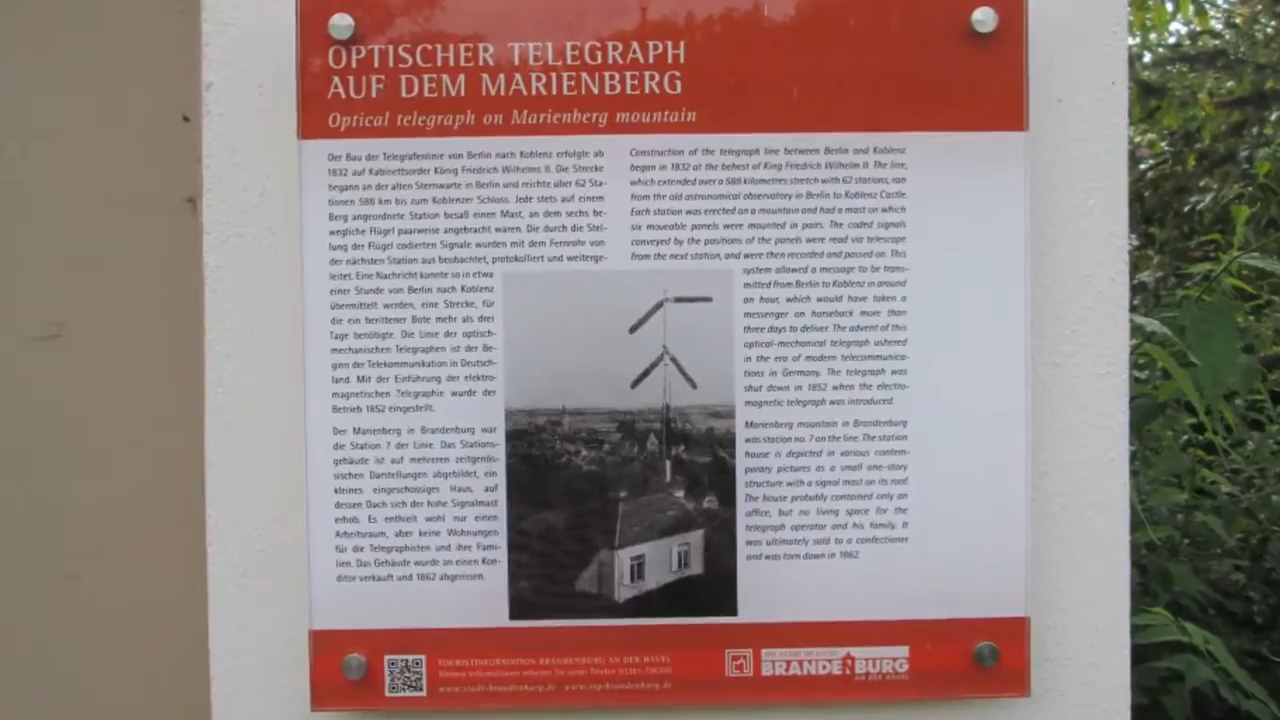 OPTISCHER TELEGRAPH
AUF DEM MARIENBERG
Optical telegraph on Marienberg mountain
Der Bau der Telegrafenlinie von Berlin nach Koblenz erfolgte ab
1832 auf Kabinettsorder König Friedrich Wilhelms II. Die Strecke
begann an der alten Sternwarte in Berlin und reichte über 62 Sta-
tionen 588 km bis zum Koblenzer Schloss. Jede stets auf einem
Berg angeordnete Station besaß einen Mast, an dem sechs be-
wegliche Flügel paarweise angebracht waren. Die durch die Stel-
lung der Flügel codierten Signale wurden mit dem Fernrohr von
der nächsten Station aus beobachtet, protokolliert und weiterge-
leitet. Eine Nachricht konnte so in etwa
einer Stunde von Berlin nach Koblenz
übermittelt werden, eine Strecke, für
die ein berittener Bote mehr als drei
Tage benötigte. Die Linie der optisch-
mechanischen Telegraphen ist der Be-
ginn der Telekommunikation in Deutsch-
land. Mit der Einführung der elektro-
magnetischen Telegraphie wurde der
Betrieb 1852 eingestellt.
Der Marienberg in Brandenburg war
die Station 7 der Linie. Das Stations-
gebäude ist auf mehreren zeitgenös-
sischen Darstellungen abgebildet, ein
kleines eingeschossiges Haus, auf
dessen Dach sich der hohe Signalmast
erhob. Es enthielt wohl nur einen
Arbeitsraum, aber keine Wohnungen
für die Telegraphisten und ihre Fami-
lien. Das Gebäude wurde an einen Kon-
ditor verkauft und 1862 abgerissen.
Construction of the telegraph line between Berlin and Koblenz
began in 1832 at the behest of King Friedrich Wilhelm II. The line,
which extended over a 588 kilometres stretch with 62 stations, ran
from the old astronomical observatory in Berlin to Koblenz Castle.
Each station was erected on a mountain and had a mast on which
six moveable panels were mounted in pairs. The coded signals
conveyed by the positions of the panels were read via telescope
from the next station, and were then recorded and passed on. This
system allowed a message to be trans-
mitted from Berlin to Koblenz in around
an hour, which would have taken a
messenger on horseback more than
three days to deliver. The advent of this
optical-mechanical telegraph ushered
in the era of modern telecommunica-
tions in Germany. The telegraph was
shut down in 1852 when the electro-
magnetic telegraph was introduced.
Marienberg mountain in Brandenburg
was station no. 7 on the line. The station
house is depicted in various contem-
porary pictures as a small one-story
structure with a signal mast on its roof.
The house probably contained only an
office, but no living space for the
telegraph operator and his family. It
was ultimately sold to a confectioner
and was torn down in 1862.
TOURISTINFORMATION BRANDENBURG AN DER HAVEL
Weitere Informationen erhalten Sie unter Telefon
www.stadt-brandenburg.de
BRANDENBURG
AN DER HAVEL